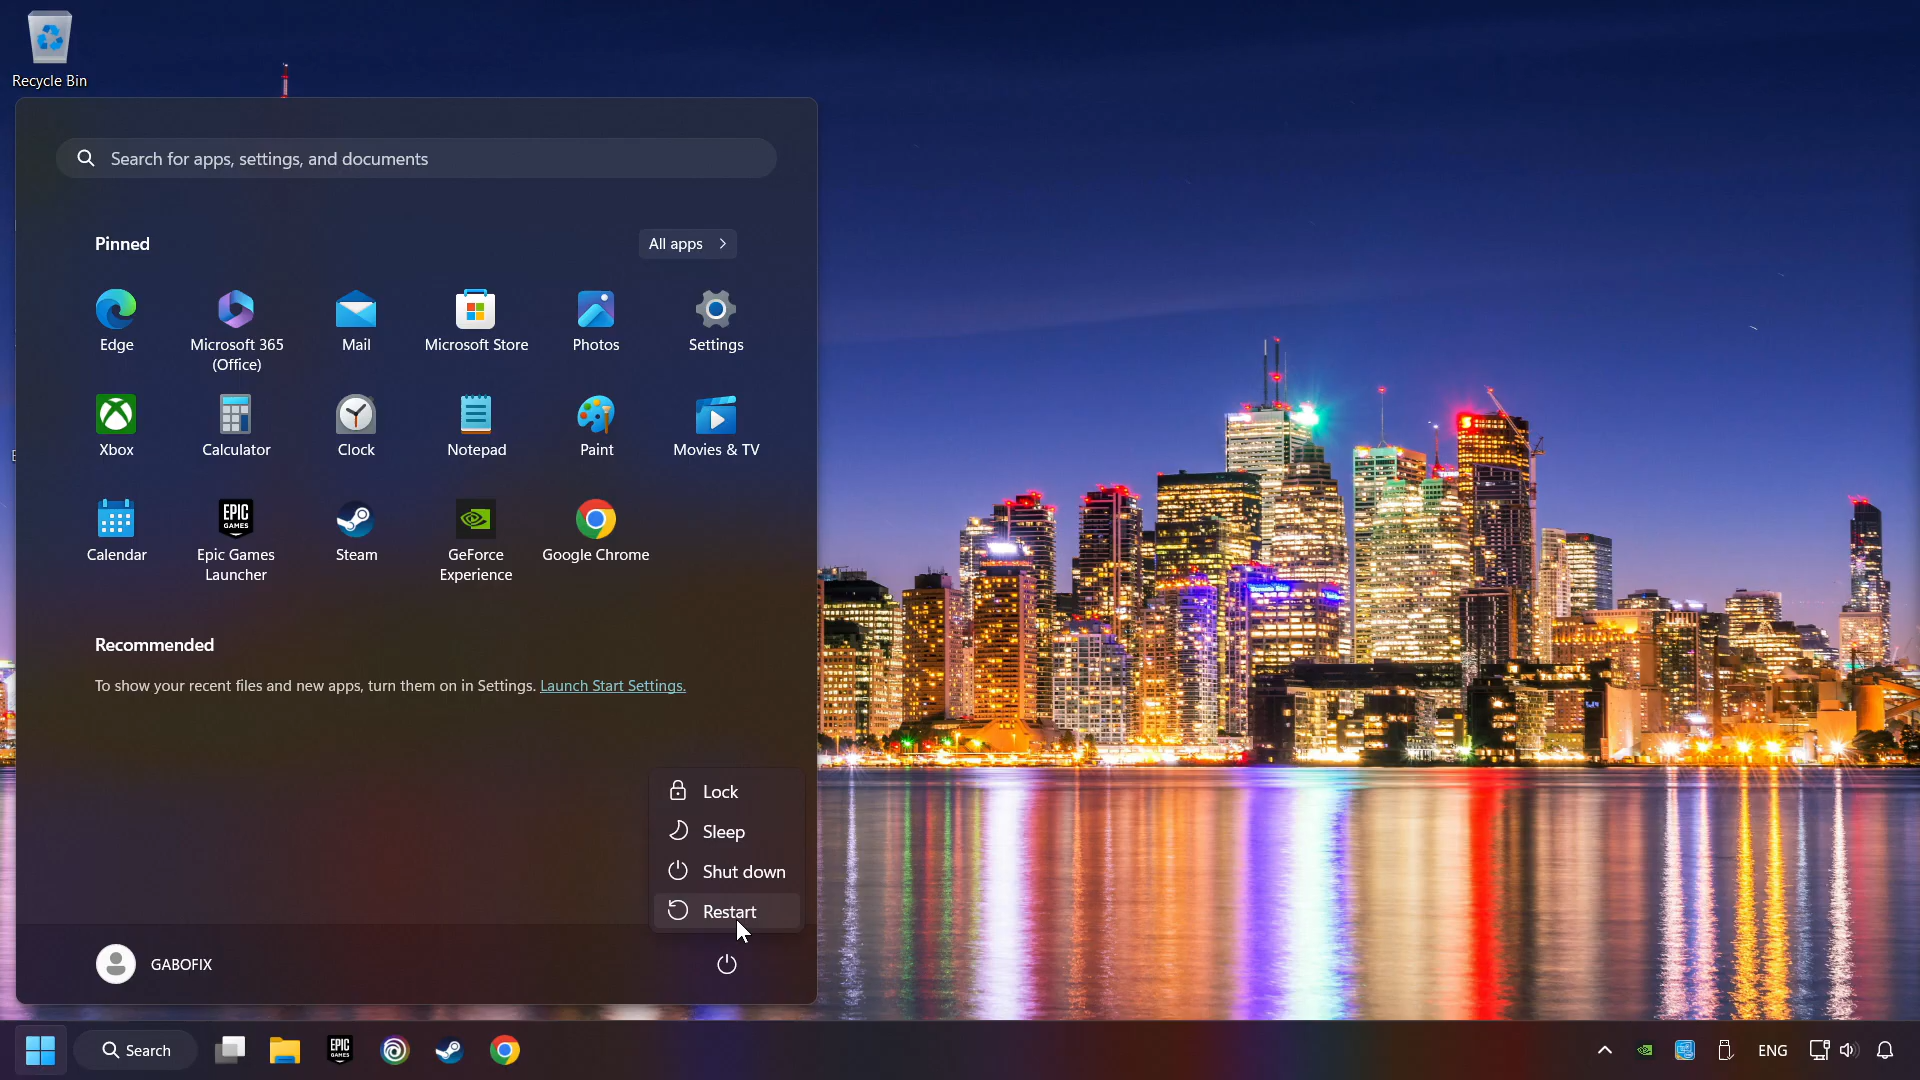 Recycle Bin
Search for apps, settings, and documents
Pinned
All apps
Edge
Microsoft 365
(Office)
Mail
Microsoft Store
Photos
Settings
Xbox
Calculator
Clock
Notepad
Paint
Movies & TV
Calendar
EPIC
GAMES
Epic Games
Launcher
Steam
GeForce
Experience
Google Chrome
Recommended
To show your recent files and new apps, turn them on in Settings. Launch Start Settings.
Lock
Sleep
Shut down
Restart
GABOFIX
Search
EPIC
GAMES
ENG